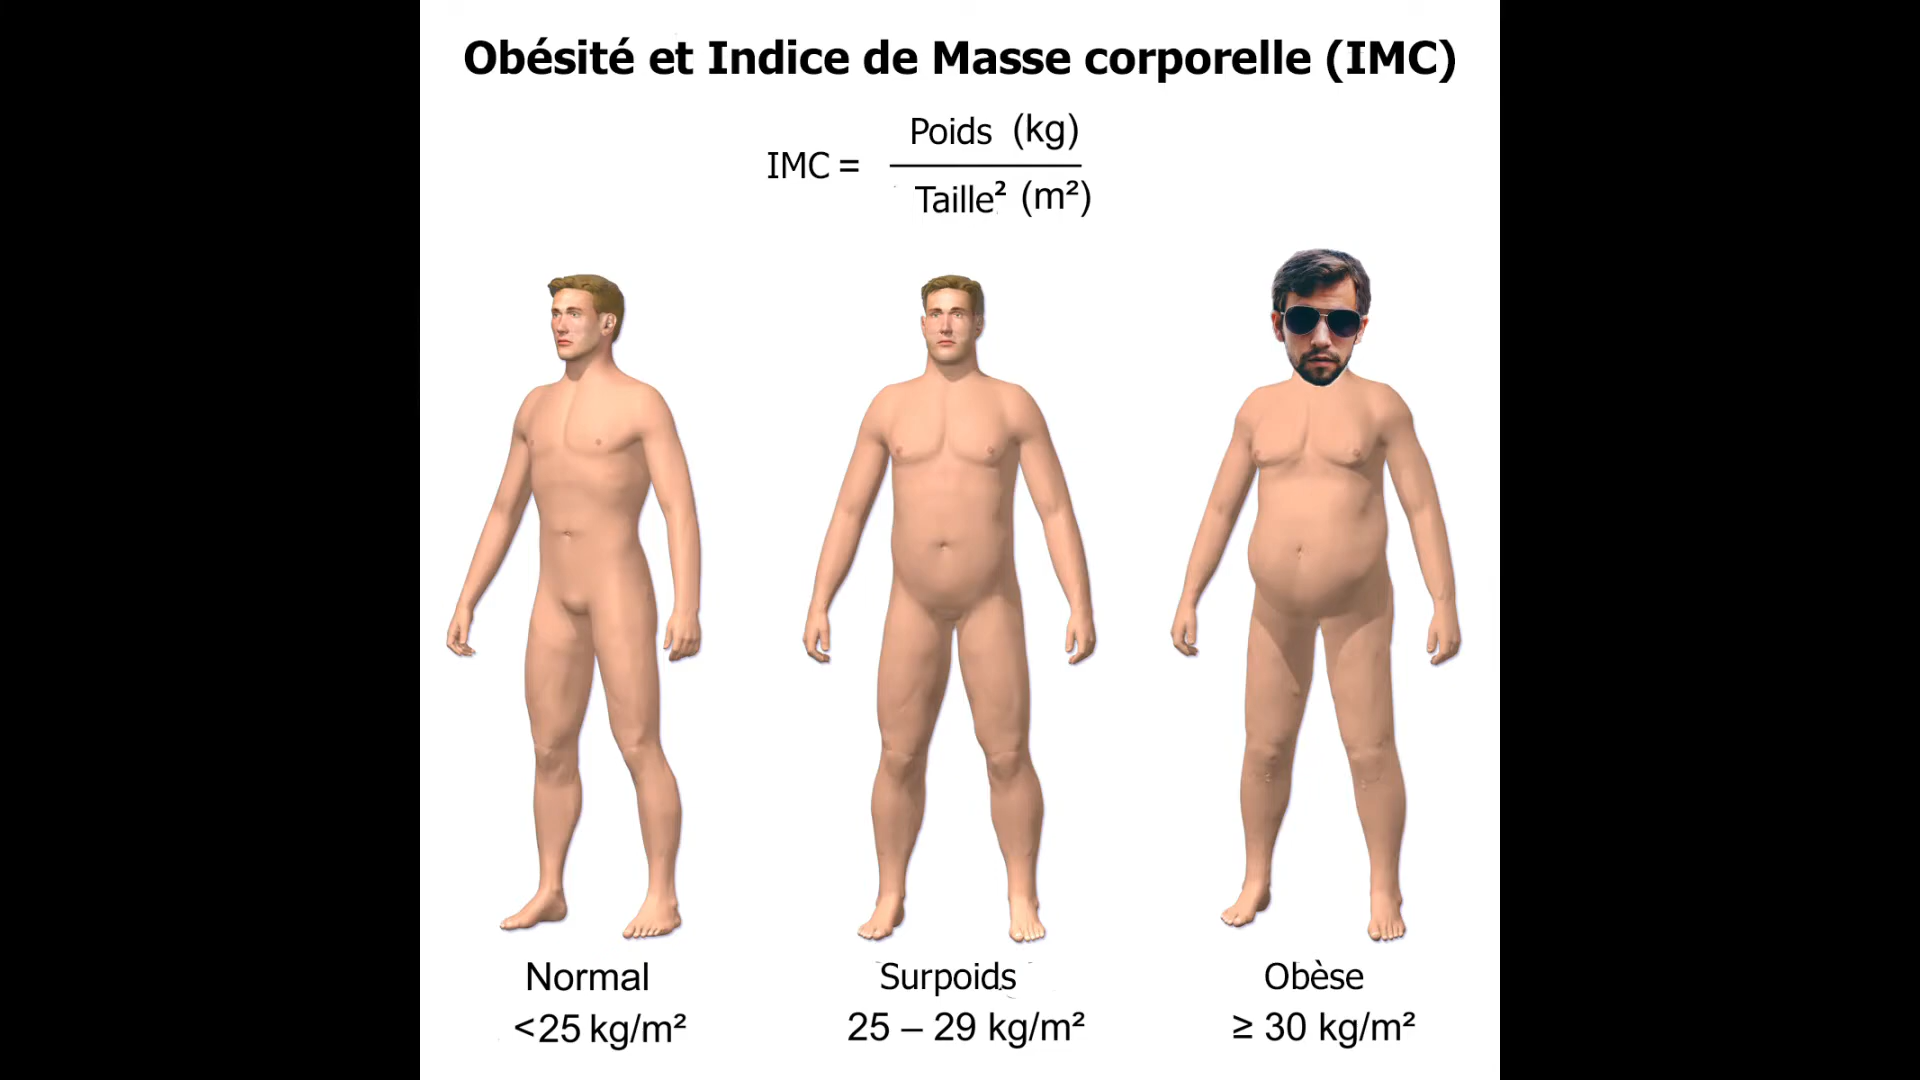 Obésité et Indice de Masse corporelle (IMC)
IMC = Poids (kg)
Taille² (m²)
Normal Surpoids Obèse
<25 kg/m² 25 – 29 kg/m² ≥ 30 kg/m²